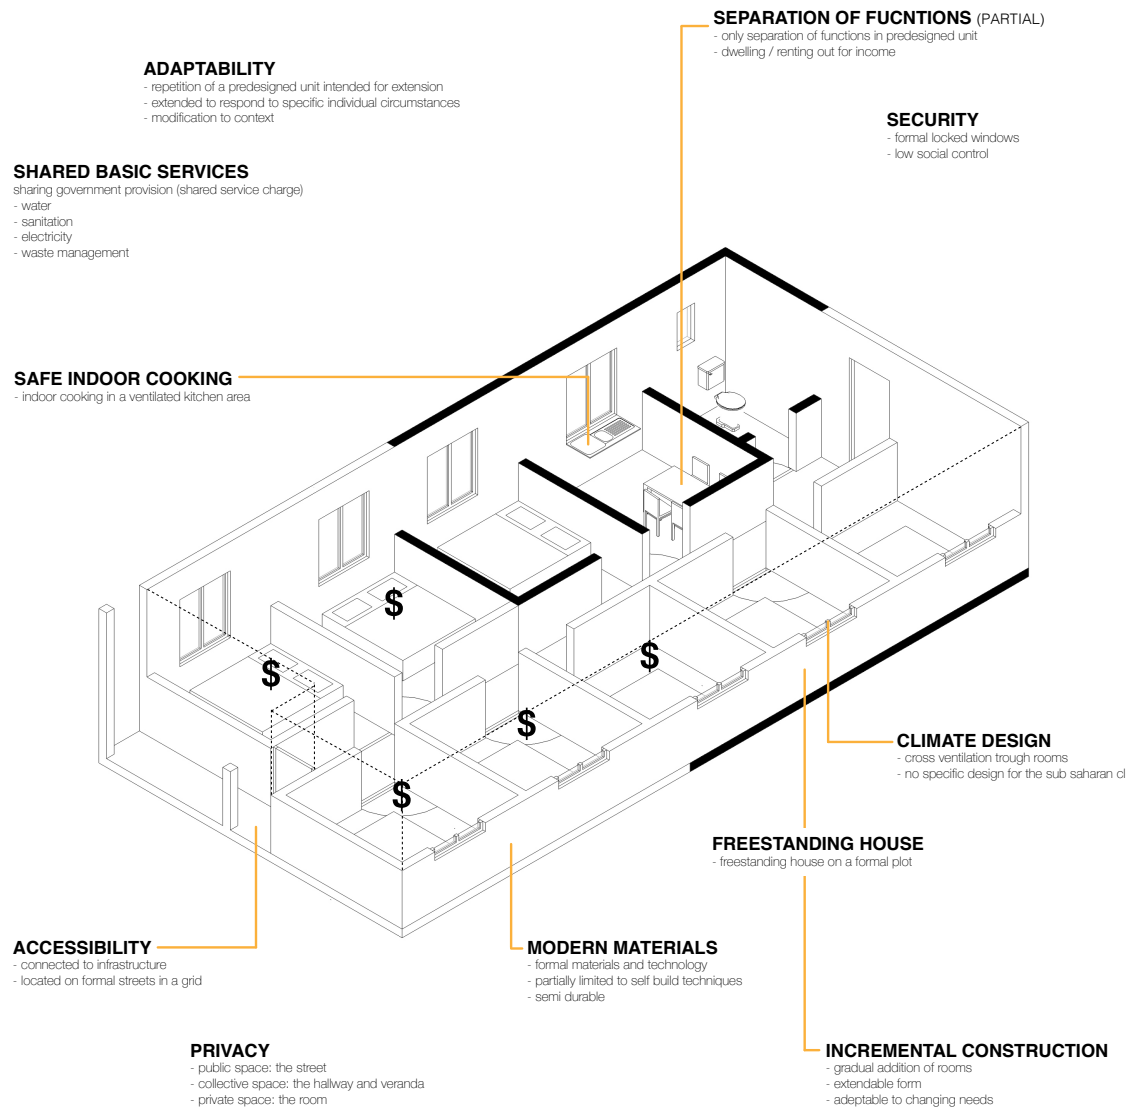 SEPARATION OF FUCNTIONS (PARTIAL)
- only separation of functions in predesigned unit
- dwelling / renting out for income
ADAPTABILITY
- repetition of a predesigned unit intended for extension
- extended to respond to specific individual circumstances
- modification to context
SECURITY
- formal locked windows
- low social control
SHARED BASIC SERVICES
sharing government provision (shared service charge)
- water
- sanitation
- electricity
- waste management
SAFE INDOOR COOKING
- indoor cooking in a ventilated kitchen area
$
$
$
$
$
CLIMATE DESIGN
- cross ventilation trough rooms
- no specific design for the sub saharan cl
FREESTANDING HOUSE
- freestanding house on a formal plot
ACCESSIBILITY
- connected to infrastructure
- located on formal streets in a grid
MODERN MATERIALS
- formal materials and technology
- partially limited to self build techniques
- semi durable
PRIVACY
- public space: the street
- collective space: the hallway and veranda
- private space: the room
INCREMENTAL CONSTRUCTION
- gradual addition of rooms
- extendable form
- adeptable to changing needs